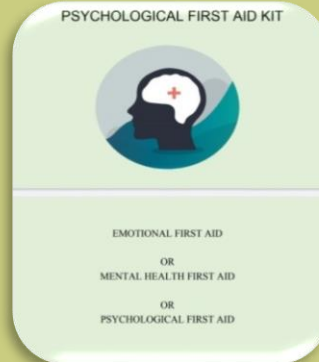 PSYCHOLOGICAL FIRST AID KIT
EMOTIONAL FIRST AID
OR
MENTAL HEALTH FIRST AID
OR
PSYCHOLOGICAL FIRST AID